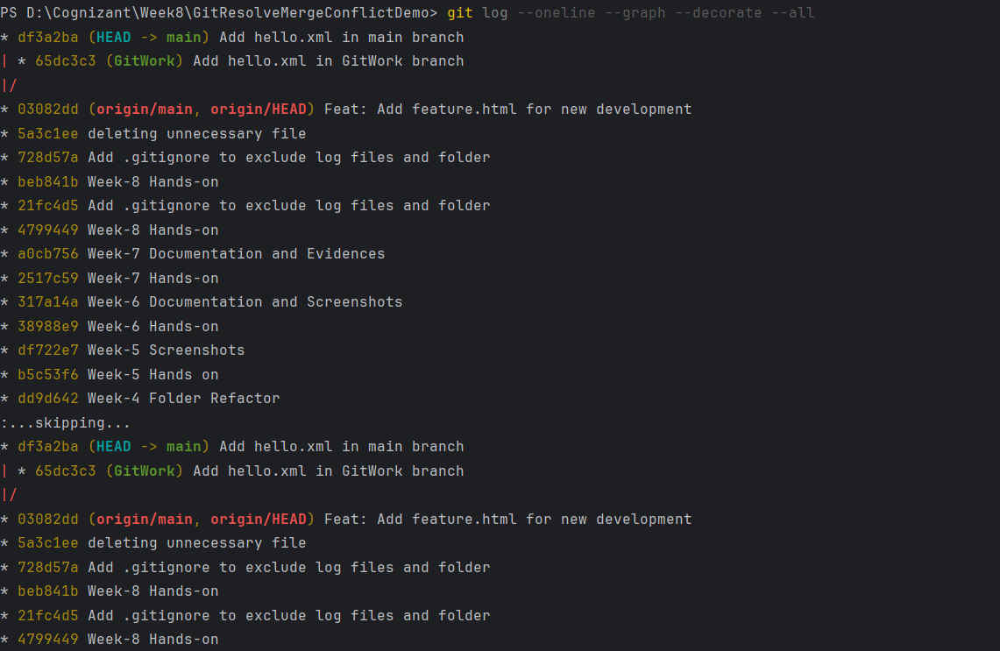 PS D:\Cognizant\Week8\GitResolveMergeConflictDemo> git log --oneline --graph --decorate --all
* df3a2ba (HEAD -> main) Add hello.xml in main branch
| * 65dc3c3 (GitWork) Add hello.xml in GitWork branch
|/
* 03082dd (origin/main, origin/HEAD) Feat: Add feature.html for new development
* 5a3c1ee deleting unnecessary file
* 728d57a Add .gitignore to exclude log files and folder
* beb841b Week-8 Hands-on
* 21fc4d5 Add .gitignore to exclude log files and folder
* 4799449 Week-8 Hands-on
* a0cb756 Week-7 Documentation and Evidences
* 2517c59 Week-7 Hands-on
* 317a14a Week-6 Documentation and Screenshots
* 38988e9 Week-6 Hands-on
* df722e7 Week-5 Screenshots
* b5c53f6 Week-5 Hands on
* dd9d642 Week-4 Folder Refactor
:...skipping...
* df3a2ba (HEAD -> main) Add hello.xml in main branch
| * 65dc3c3 (GitWork) Add hello.xml in GitWork branch
|/
* 03082dd (origin/main, origin/HEAD) Feat: Add feature.html for new development
* 5a3c1ee deleting unnecessary file
* 728d57a Add .gitignore to exclude log files and folder
* beb841b Week-8 Hands-on
* 21fc4d5 Add .gitignore to exclude log files and folder
* 4799449 Week-8 Hands-on